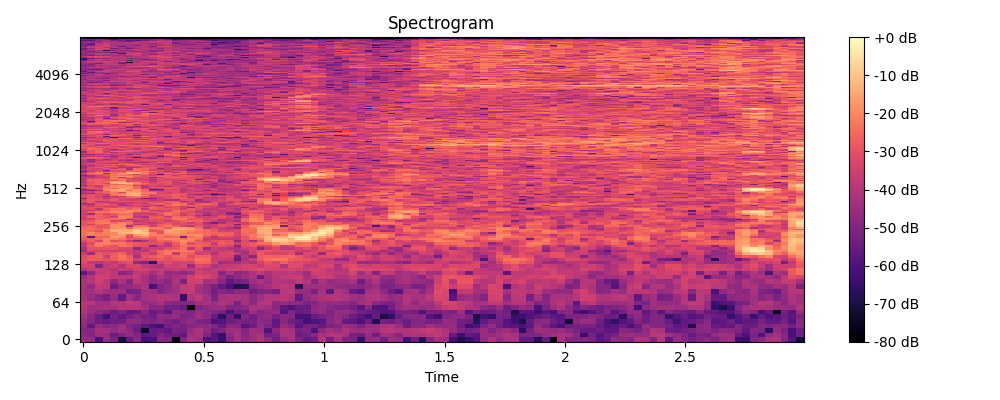 Spectrogram
Hz
4096
2048
1024
512
256
128
64
0
0
0.5
1
1.5
2
2.5
Time
+0 dB
-10 dB
-20 dB
-30 dB
-40 dB
-50 dB
-60 dB
-70 dB
-80 dB